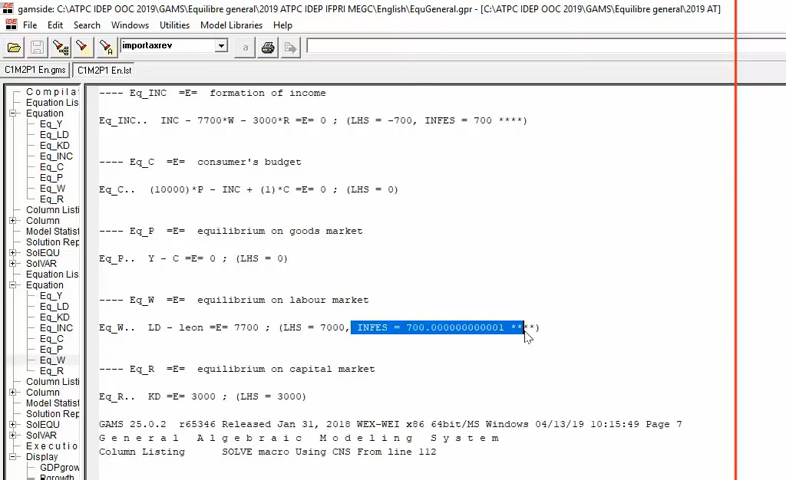 gamside: C:\ATPC IDEP OOC 2019\GAMS\Equilibre general\2019 ATPC IDEP IFPRI MEGC\English\EquGeneral.gpr - [C:\ATPC IDEP OOC 2019\GAMS\Equilibre general\2019 AT]
IDE File Edit Search Windows Utilities Model Libraries Help
importaxrev a
C1M2P1 En.gms C1M2P1 En.lst
Compilat
Equation Lis
Equation
Eq_Y
Eq_LD
Eq_KD
Eq_INC
Eq_C
Eq_P
Eq_W
Eq_R
Column Listi
Column
Model Statist
Solution Rep
SolEQU
SolVAR
Equation Lis
Equation
Eq_Y
Eq_LD
Eq_KD
Eq_INC
Eq_C
Eq_P
Eq_W
Eq_R
Column Listi
Column
Model Statist
Solution Rep
SolEQU
SolVAR
Executio
Display
GDPgrow
---- Eq_INC =E= formation of income
Eq_INC.. INC - 7700*W - 3000*R =E= 0 ; (LHS = -700, INFES = 700 ****)
---- Eq_C =E= consumer's budget
Eq_C.. (10000)*P - INC + (1)*C =E= 0 ; (LHS = 0)
---- Eq_P =E= equilibrium on goods market
Eq_P.. Y - C =E= 0 ; (LHS = 0)
---- Eq_W =E= equilibrium on labour market
Eq_W.. LD - leon =E= 7700 ; (LHS = 7000, INFES = 700.000000000001 ****)
---- Eq_R =E= equilibrium on capital market
Eq_R.. KD =E= 3000 ; (LHS = 3000)
GAMS 25.0.2 r65346 Released Jan 31, 2018 WEX-WEI x86 64bit/MS Windows 04/13/19 10:15:49 Page 7
G e n e r a l A l g e b r a i c M o d e l i n g S y s t e m
Column Listing SOLVE macro Using CNS From line 112